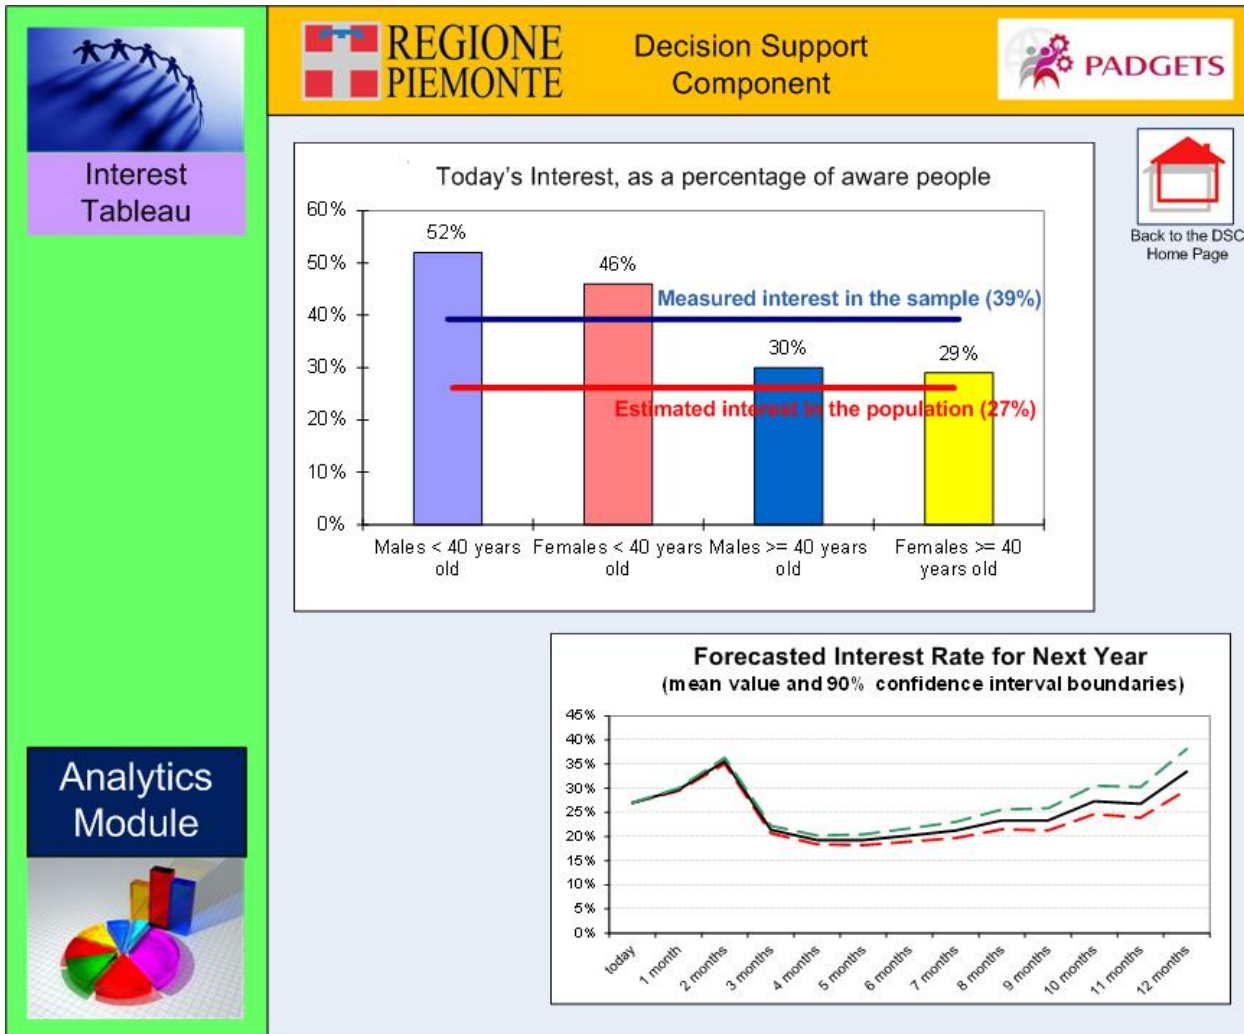 Interest
Tableau
Analytics
Module
REGIONE
PIEMONTE
Decision Support
Component
PADGETS
Back to the DSC
Home Page
Today's Interest, as a percentage of aware people
60%
50%
40%
30%
20%
10%
0%
52%
46%
30%
29%
Measured interest in the sample (39%)
Estimated interest in the population (27%)
Males < 40 years
old
Females < 40 years
old
Males >= 40 years
old
Females >= 40
years old
Forecasted Interest Rate for Next Year
(mean value and 90% confidence interval boundaries)
45%
40%
35%
30%
25%
20%
15%
10%
5%
0%
today
1 month
2 months
3 months
4 months
5 months
6 months
7 months
8 months
9 months
10 months
11 months
12 months